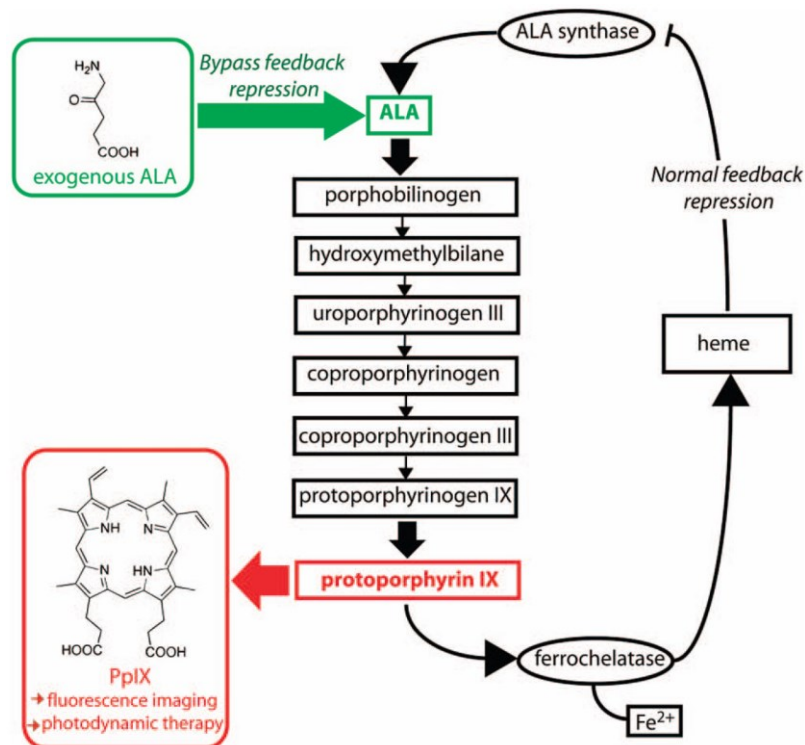 ALA synthase
H₂N
O
COOH
exogenous ALA
Bypass feedback
repression
ALA
porphobilinogen
hydroxymethylbilane
uroporphyrinogen III
coproporphyrinogen
coproporphyrinogen III
protoporphyrinogen IX
protoporphyrin IX
Normal feedback
repression
heme
ferrochelatase
Fe²⁺
NH
N
N
HN
HOOC
COOH
PpIX
→ fluorescence imaging
→ photodynamic therapy